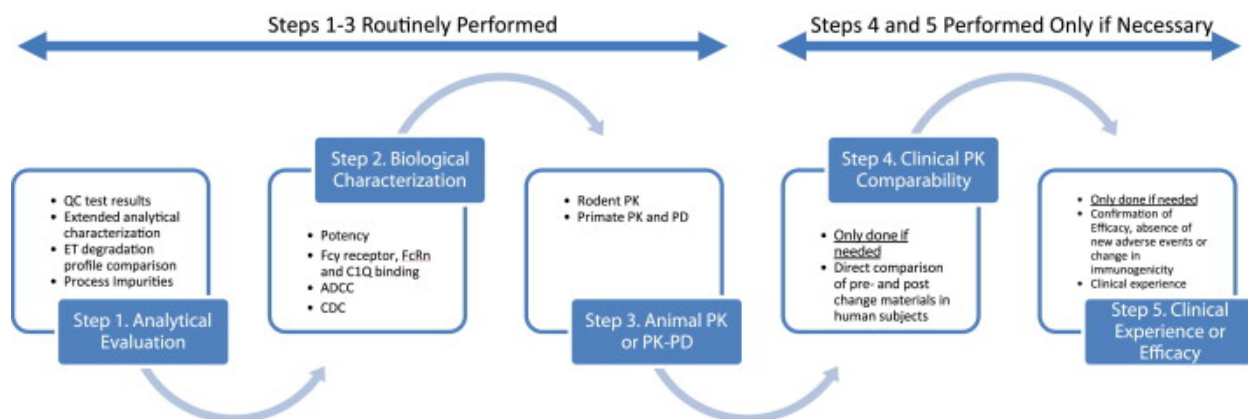 Steps 1-3 Routinely Performed
Steps 4 and 5 Performed Only if Necessary
• QC test results
• Extended analytical
characterization
• ET degradation
profile comparison
• Process Impurities
Step 1. Analytical
Evaluation
Step 2. Biological
Characterization
• Potency
• Fcy receptor, FcRn
and C1Q binding
• ADCC
• CDC
• Rodent PK
• Primate PK and PD
Step 3. Animal PK
or PK-PD
Step 4. Clinical PK
Comparability
• Only done if
needed
• Direct comparison
of pre- and post
change materials in
human subjects
• Only done if needed
• Confirmation of
Efficacy, absence of
new adverse events or
change in
immunogenicity
• Clinical experience
Step 5. Clinical
Experience or
Efficacy